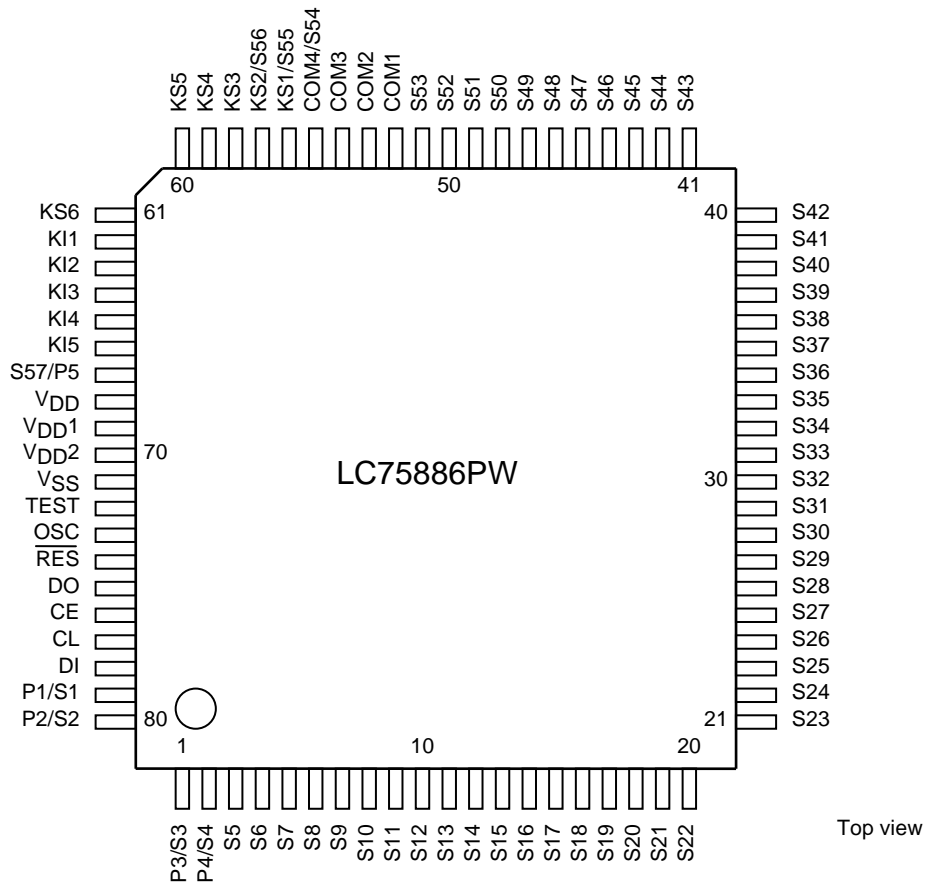 KS5
KS4
KS3
KS2/S56
KS1/S55
COM4/S54
COM3
COM2
COM1
S53
S52
S51
S50
S49
S48
S47
S46
S45
S44
S43
60
50
41
KS6
61
40
S42
KI1
S41
KI2
S40
KI3
S39
KI4
S38
KI5
S37
S57/P5
S36
VDD
S35
VDD1
S34
VDD2
70
S33
LC75886PW
VSS
30
S32
TEST
S31
OSC
S30
RES
S29
DO
S28
CE
S27
CL
S26
DI
S25
P1/S1
S24
P2/S2
80
21
S23
1
10
20
P3/S3
P4/S4
S5
S6
S7
S8
S9
S10
S11
S12
S13
S14
S15
S16
S17
S18
S19
S20
S21
S22
Top view